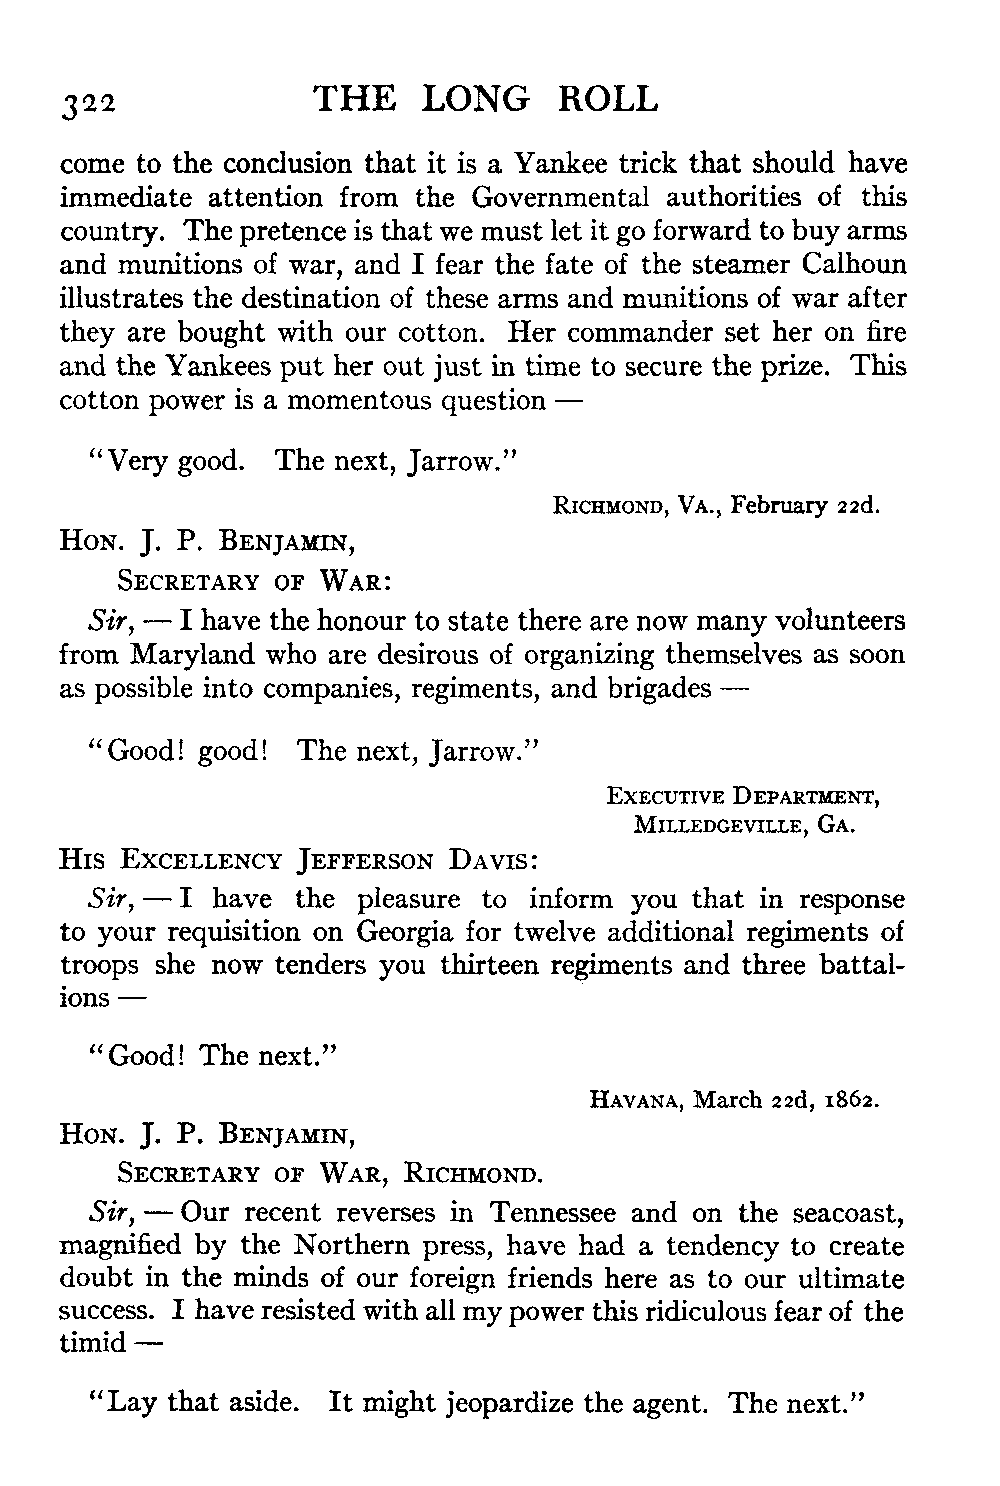 322 THE LONG ROLL
come to the conclusion that it is a Yankee trick that should have
immediate attention from the Governmental authorities of this
country. The pretence is that we must let it go forward to buy arms
and munitions of war, and I fear the fate of the steamer Calhoun
illustrates the destination of these arms and munitions of war after
they are bought with our cotton. Her commander set her on fire
and the Yankees put her out just in time to secure the prize. This
cotton power is a momentous question —
“Very good. The next, Jarrow.”
RICHMOND, VA., February 22d.
HON. J. P. BENJAMIN,
SECRETARY OF WAR:
Sir, — I have the honour to state there are now many volunteers
from Maryland who are desirous of organizing themselves as soon
as possible into companies, regiments, and brigades —
“Good! good! The next, Jarrow.”
EXECUTIVE DEPARTMENT,
MILLEDGEVILLE, GA.
HIS EXCELLENCY JEFFERSON DAVIS:
Sir, — I have the pleasure to inform you that in response
to your requisition on Georgia for twelve additional regiments of
troops she now tenders you thirteen regiments and three battal-
ions —
“Good! The next.”
HAVANA, March 22d, 1862.
HON. J. P. BENJAMIN,
SECRETARY OF WAR, RICHMOND.
Sir, — Our recent reverses in Tennessee and on the seacoast,
magnified by the Northern press, have had a tendency to create
doubt in the minds of our foreign friends here as to our ultimate
success. I have resisted with all my power this ridiculous fear of the
timid —
“Lay that aside. It might jeopardize the agent. The next.”